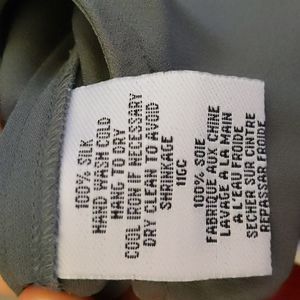 100% SILK
HAND WASH COLD
HANG TO DRY
COOL IRON IF NECESSARY
DRY CLEAN TO AVOID
SHRINKAGE
11GC
100% SOIE
FABRIQUE AUX CHINE
LAVAGE A LA MAIN
A L'EAU FROIDE
SECHER SUR CINTRE
REPASSAR FROIDE